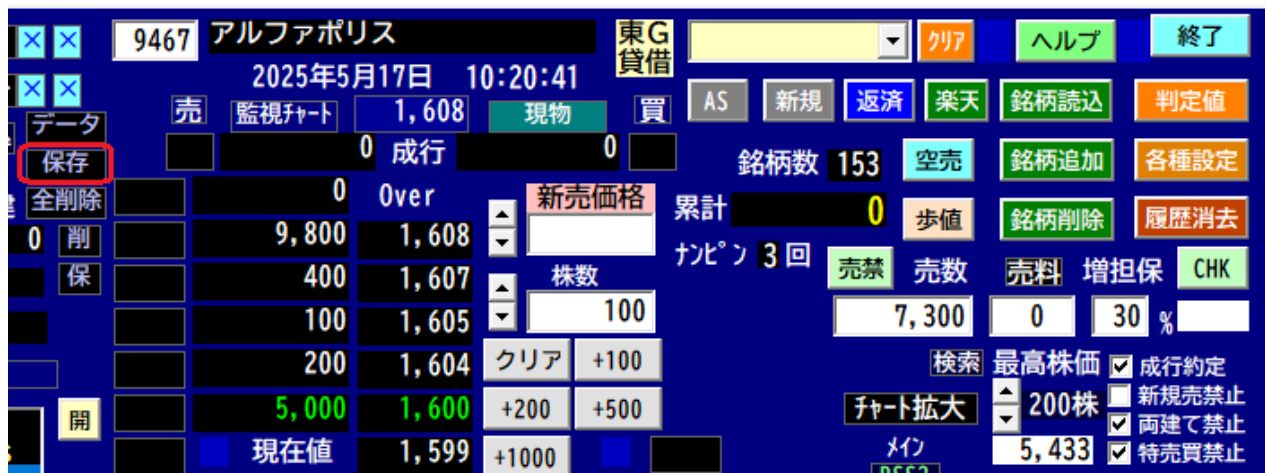 × × 9467 アルファポリス 東G クリア ヘルプ 終了
貸借
2025年5月17日 10:20:41
× ×
データ 売 監視チャート 1,608 現物 買 AS 新規 返済 楽天 銘柄読込 判定値
保存 0 成行 0 銘柄数 153 空売 銘柄追加 各種設定
全削除 0 Over 新売価格 累計 0 歩値 銘柄削除 履歴消去
0 削 9,800 1,608 ナンピン 3 回
保 400 1,607 株数 売禁 売数 売料 増担保 CHK
100 1,605 100 7,300 0 30 %
200 1,604 クリア +100 検索 最高株価 成行約定
開 5,000 1,600 +200 +500 チャート拡大 200株 新規売禁止
両建て禁止
現在値 1,599 +1000 メイン 5,433 特売買禁止